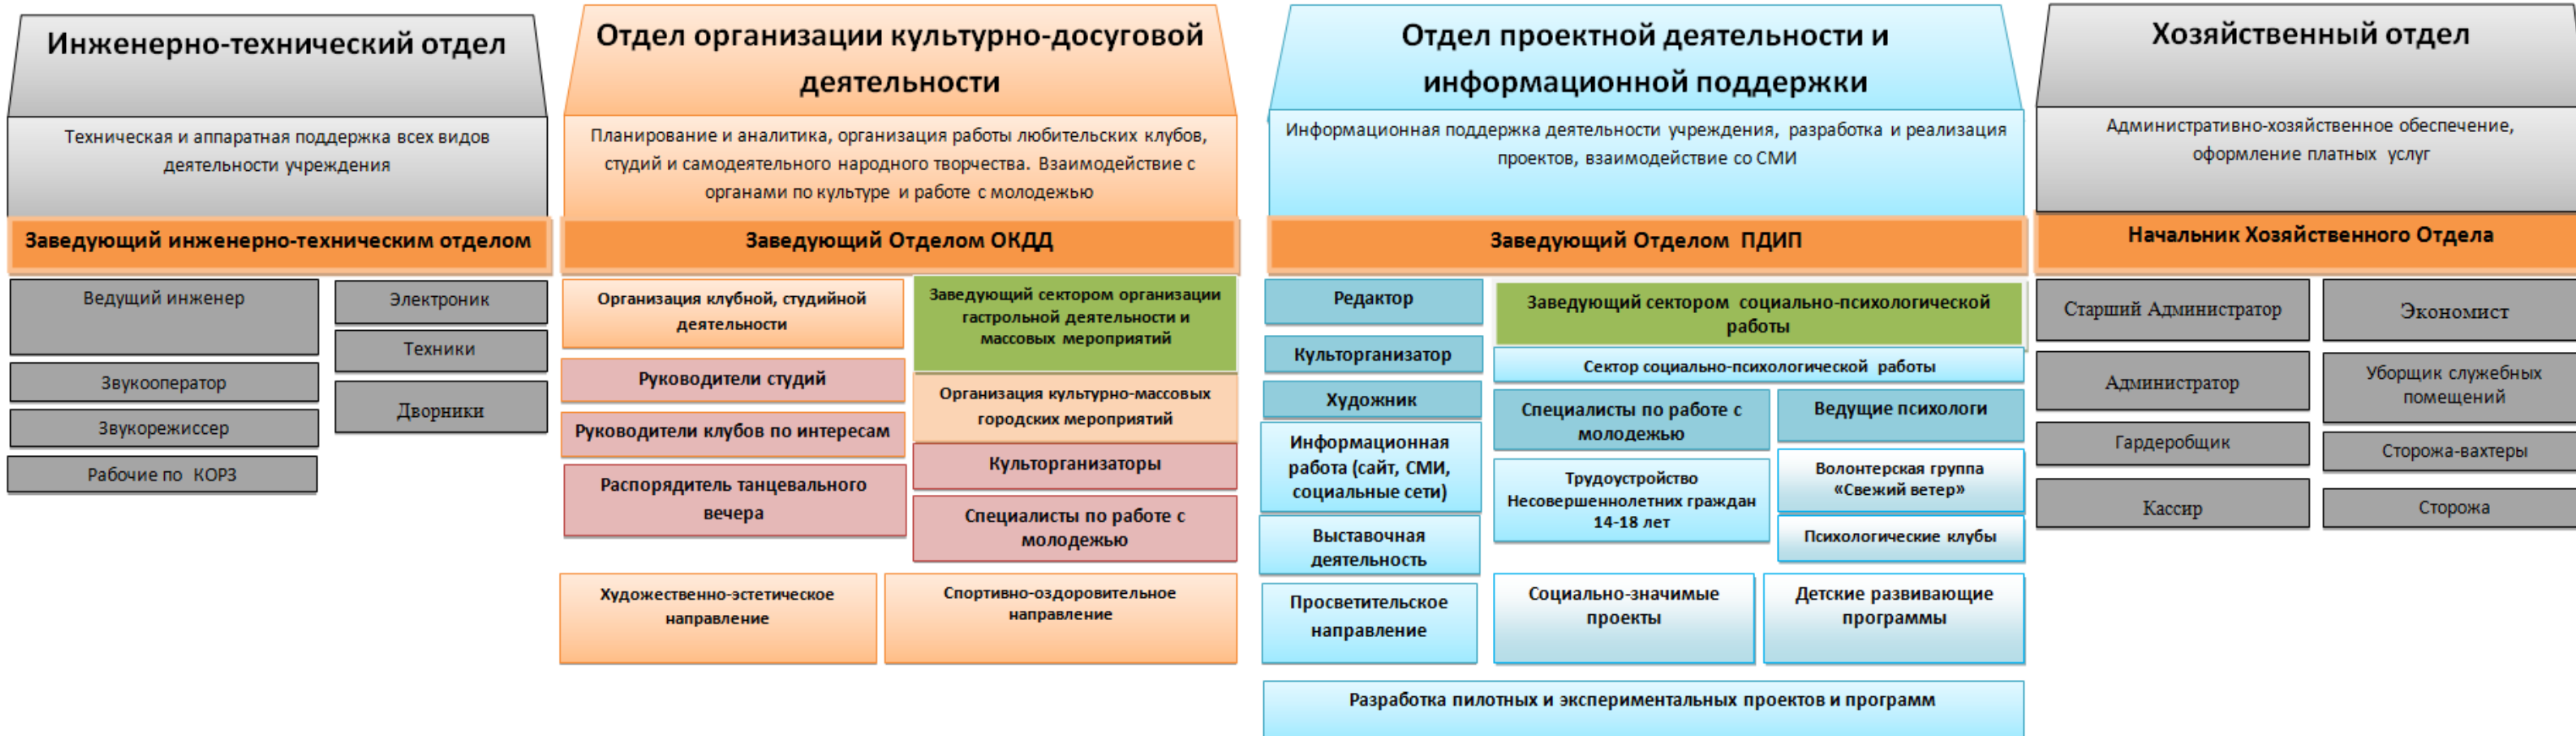 Инженерно-технический отдел
Техническая и аппаратная поддержка всех видов
деятельности учреждения
Заведующий инженерно-техническим отделом
Ведущий инженер
Звукооператор
Звукорежиссер
Рабочие по КОРЗ
Электроник
Техники
Дворники
Отдел организации культурно-досуговой
деятельности
Планирование и аналитика, организация работы любительских клубов,
студий и самодеятельного народного творчества. Взаимодействие с
органами по культуре и работе с молодежью
Заведующий Отделом ОКДД
Организация клубной, студийной
деятельности
Руководители студий
Руководители клубов по интересам
Распорядитель танцевального
вечера
Заведующий сектором организации
гастрольной деятельности и
массовых мероприятий
Организация культурно-массовых
городских мероприятий
Культорганизаторы
Специалисты по работе с
молодежью
Художественно-эстетическое
направление
Спортивно-оздоровительное
направление
Отдел проектной деятельности и
информационной поддержки
Информационная поддержка деятельности учреждения, разработка и реализация
проектов, взаимодействие со СМИ
Заведующий Отделом ПДИП
Редактор
Культорганизатор
Художник
Информационная
работа (сайт, СМИ,
социальные сети)
Выставочная
деятельность
Просветительское
направление
Заведующий сектором социально-психологической
работы
Сектор социально-психологической работы
Специалисты по работе с
молодежью
Трудоустройство
Несовершеннолетних граждан
14-18 лет
Ведущие психологи
Волонтерская группа
«Свежий ветер»
Психологические клубы
Социально-значимые
проекты
Детские развивающие
программы
Разработка пилотных и экспериментальных проектов и программ
Хозяйственный отдел
Административно-хозяйственное обеспечение,
оформление платных услуг
Начальник Хозяйственного Отдела
Старший Администратор
Администратор
Гардеробщик
Кассир
Экономист
Уборщик служебных
помещений
Сторожа-вахтеры
Сторожа